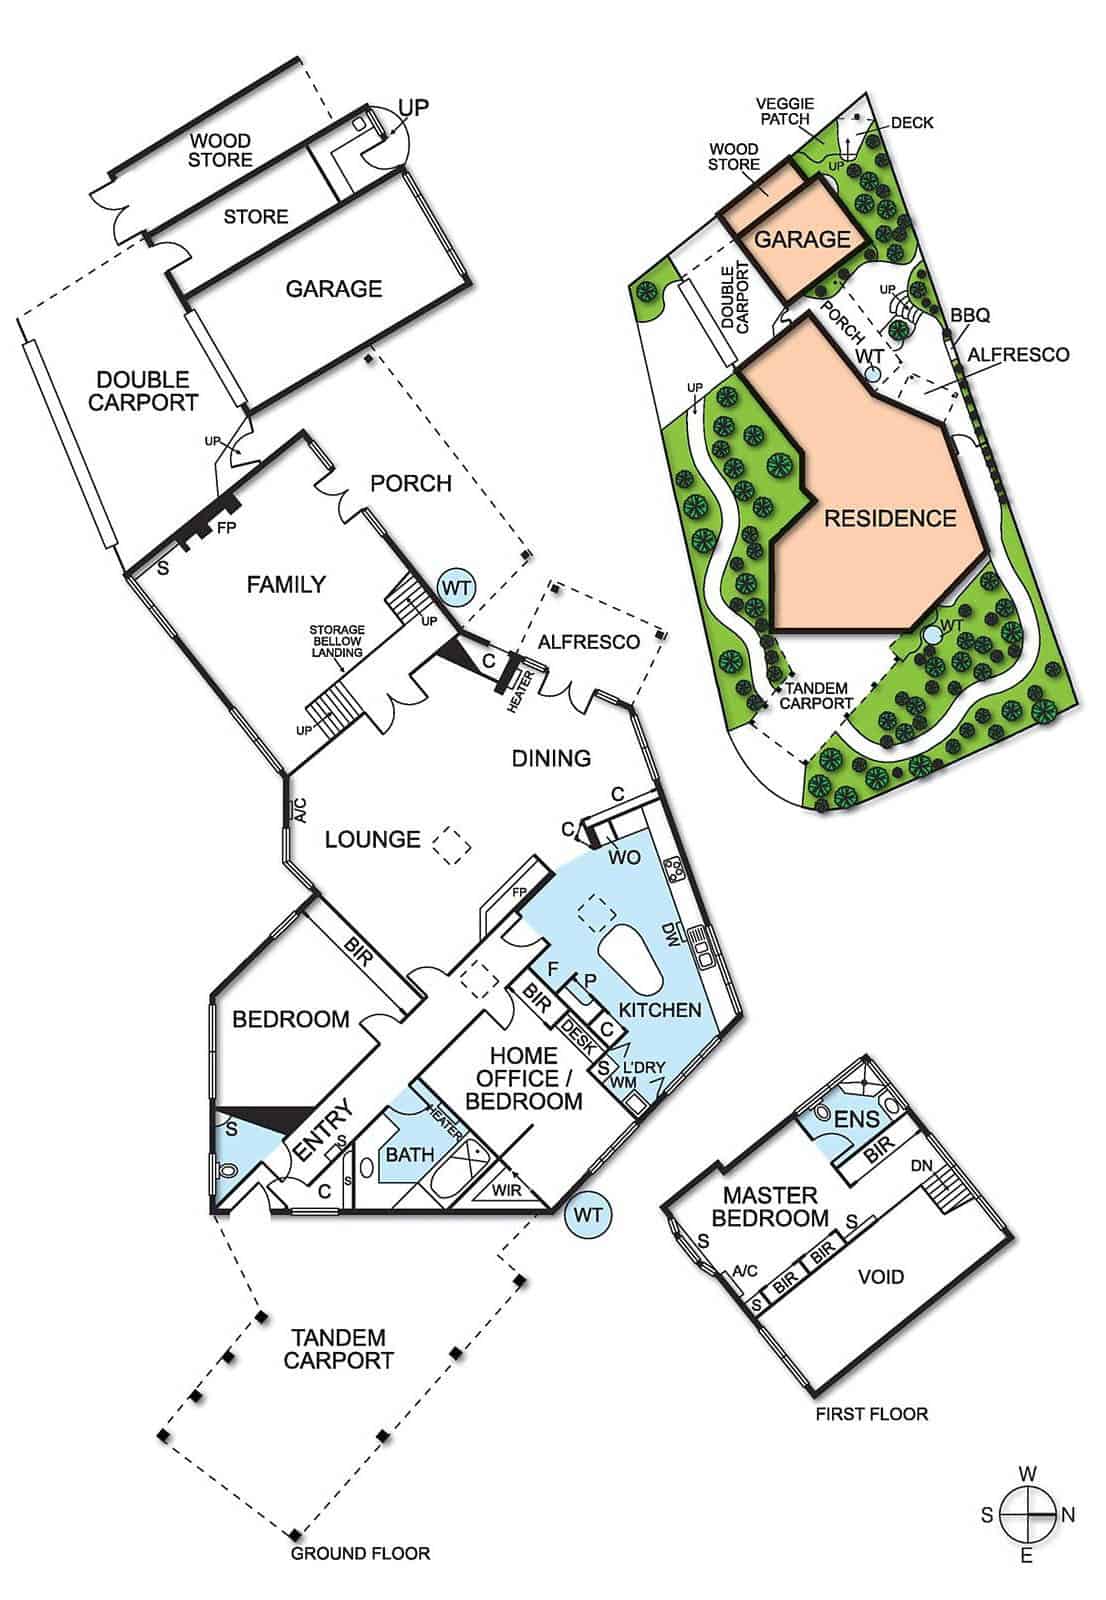 UP
WOOD
STORE
STORE
GARAGE
DOUBLE
CARPORT
UP
PORCH
FP
S
FAMILY
WT
UP
STORAGE
BELLOW
LANDING
C
ALFRESCO
HEATER
UP
DINING
A/C
C
LOUNGE
C
WO
FP
DW
BIR
F
P
BIR
KITCHEN
BEDROOM
C
DESK
HOME
OFFICE /
BEDROOM
S
L'DRY
WM
S
ENTRY
HEATER
S
BATH
C
S
WIR
WT
TANDEM
CARPORT
GROUND FLOOR
VEGGIE
PATCH
DECK
WOOD
STORE
UP
GARAGE
DOUBLE
CARPORT
UP
PORCH
BBQ
WT
ALFRESCO
UP
RESIDENCE
WT
TANDEM
CARPORT
ENS
BIR
DN
MASTER
BEDROOM
S
S
A/C
BIR
BIR
S
VOID
FIRST FLOOR
W
S
N
E